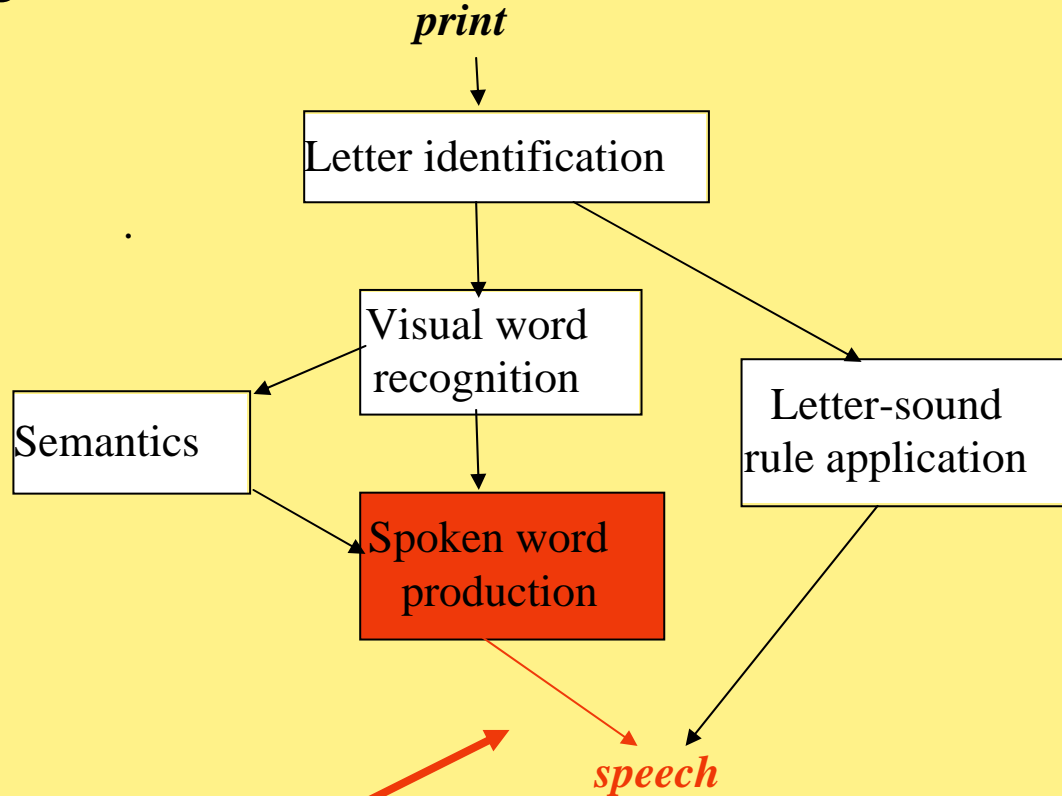 print
Letter identification
.
Visual word
recognition
Letter-sound
rule application
Semantics
Spoken word
production
speech